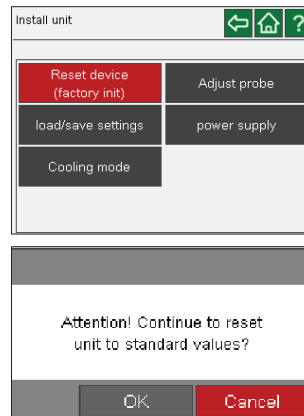 Install unit
?
Reset device
(factory init)
Adjust probe
load/save settings
power supply
Cooling mode
Attention! Continue to reset
unit to standard values?
OK
Cancel